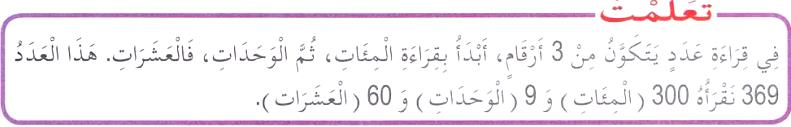 تَعَلَّمْتُ
فِي قِرَاءَةِ عَدَدٍ يَتَكَوَّنُ مِنْ 3 أَرْقَامٍ، أَبْدَأُ بِقِرَاءَةِ الْمِئَاتِ، ثُمَّ الْوَحَدَاتِ، فَالْعَشَرَاتِ. هَذَا الْعَدَدُ
369 نَقْرَأُهُ 300 (الْمِئَاتِ) وَ 9 (الْوَحَدَاتِ) وَ 60 (الْعَشَرَاتِ).